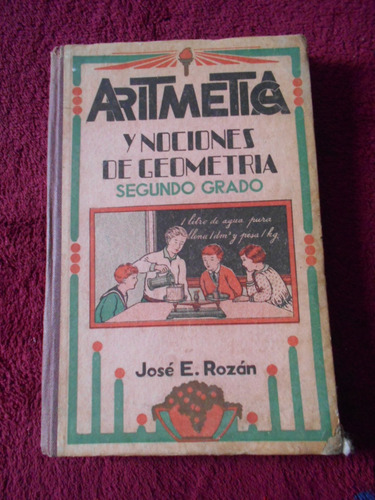 ARITMETICA
Y NOCIONES
DE GEOMETRIA
SEGUNDO GRADO
1 litro de agua pura
llena 1 dm³ y pesa 1 kg.
José E. Rozán